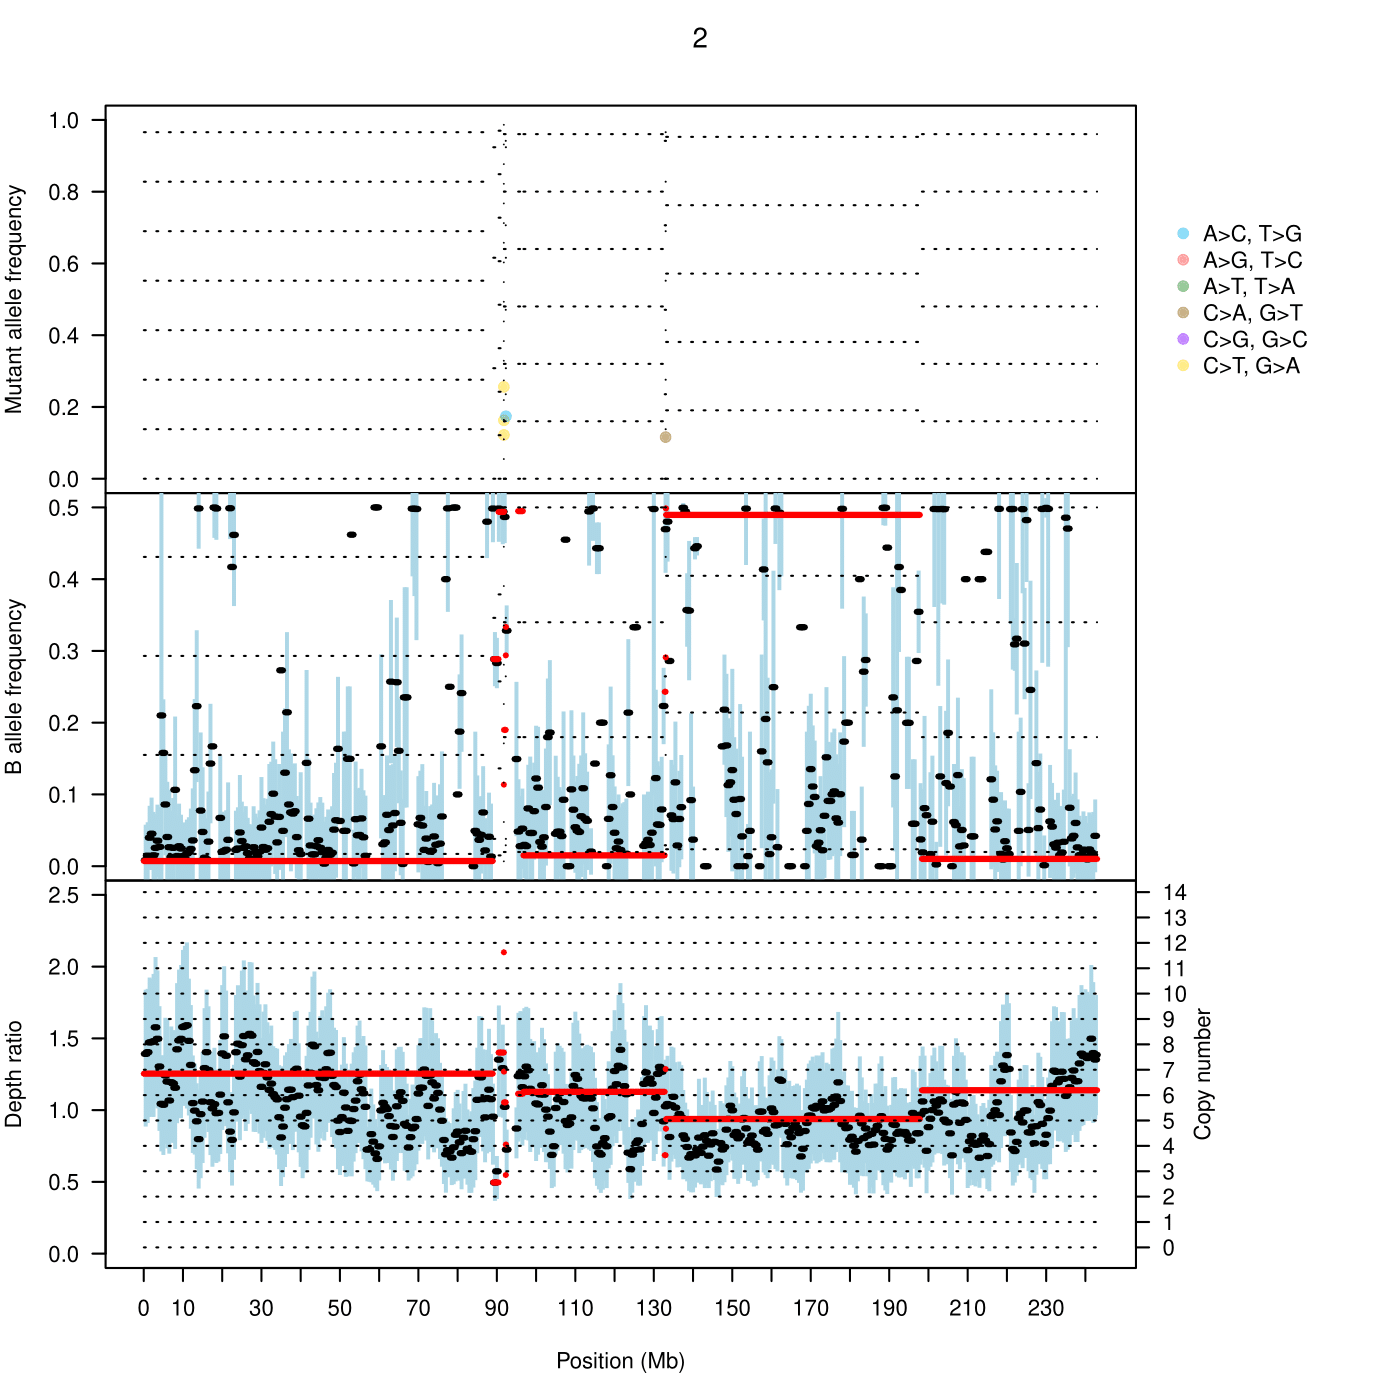 2
Mutant allele frequency
1.0
0.8
0.6
0.4
0.2
0.0
A>C, T>G
A>G, T>C
A>T, T>A
C>A, G>T
C>G, G>C
C>T, G>A
B allele frequency
0.5
0.4
0.3
0.2
0.1
0.0
Depth ratio
2.5
2.0
1.5
1.0
0.5
0.0
14
13
12
11
10
9
8
7
6
5
4
3
2
1
0
Copy number
0 10 30 50 70 90 110 130 150 170 190 210 230
Position (Mb)